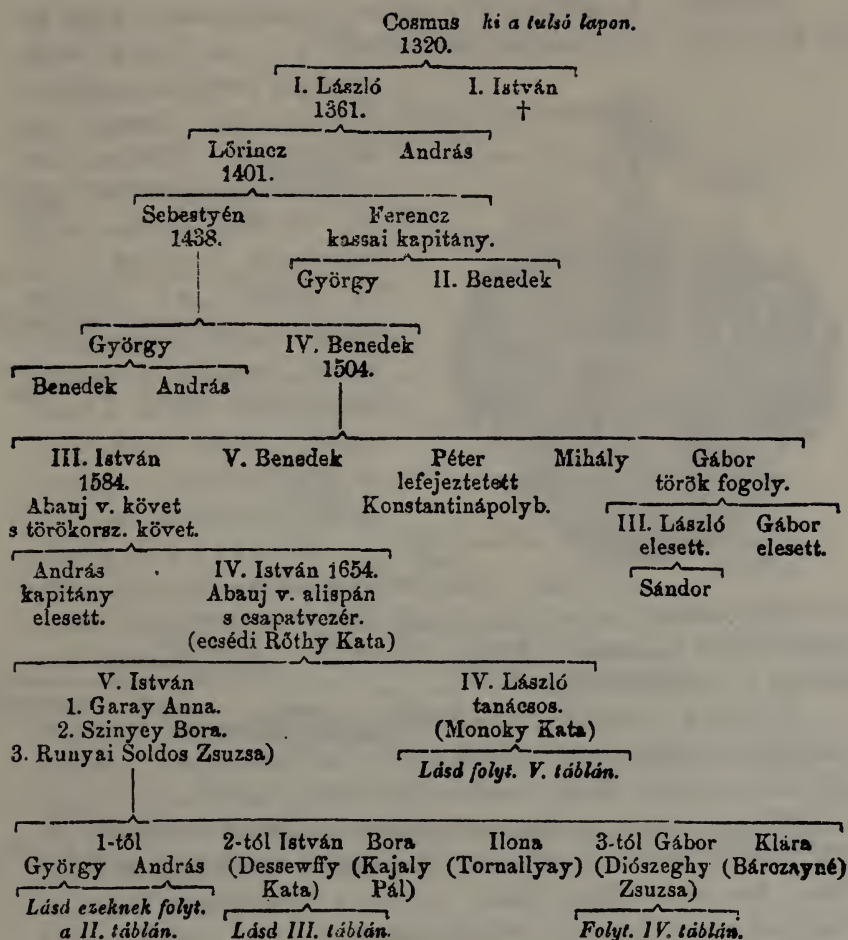 Cosmus ki a tulsó lapon.
1320.
I. László I. István
1361. †
Lőrincz András
1401.
Sebestyén Ferencz
1438. kassai kapitány.
György II. Benedek
György IV. Benedek
Benedek András 1504.
III. István V. Benedek Péter Mihály Gábor
1584. lefejeztetett török fogoly.
Abauj v. követ Konstantinápolyb. III. László Gábor
s törökorsz. követ. elesett. elesett.
András IV. István 1654. Sándor
kapitány Abauj v. alispán
elesett. s csapatvezér.
(ecsédi Rőthy Kata)
V. István IV. László
1. Garay Anna. tanácsos.
2. Szinyey Bora. (Monoky Kata)
3. Runyai Soldos Zsuzsa) Lásd folyt. V. táblán.
1-től 2-tól István Bora Ilona 3-tól Gábor Klára
György András (Dessewffy (Kajaly (Tornallyay) (Diószeghy (Bárczayné)
Kata) Pál) Zsuzsa)
Lásd ezeknek folyt. Lásd III. táblán. Folyt. IV. táblán.
a II. táblán.